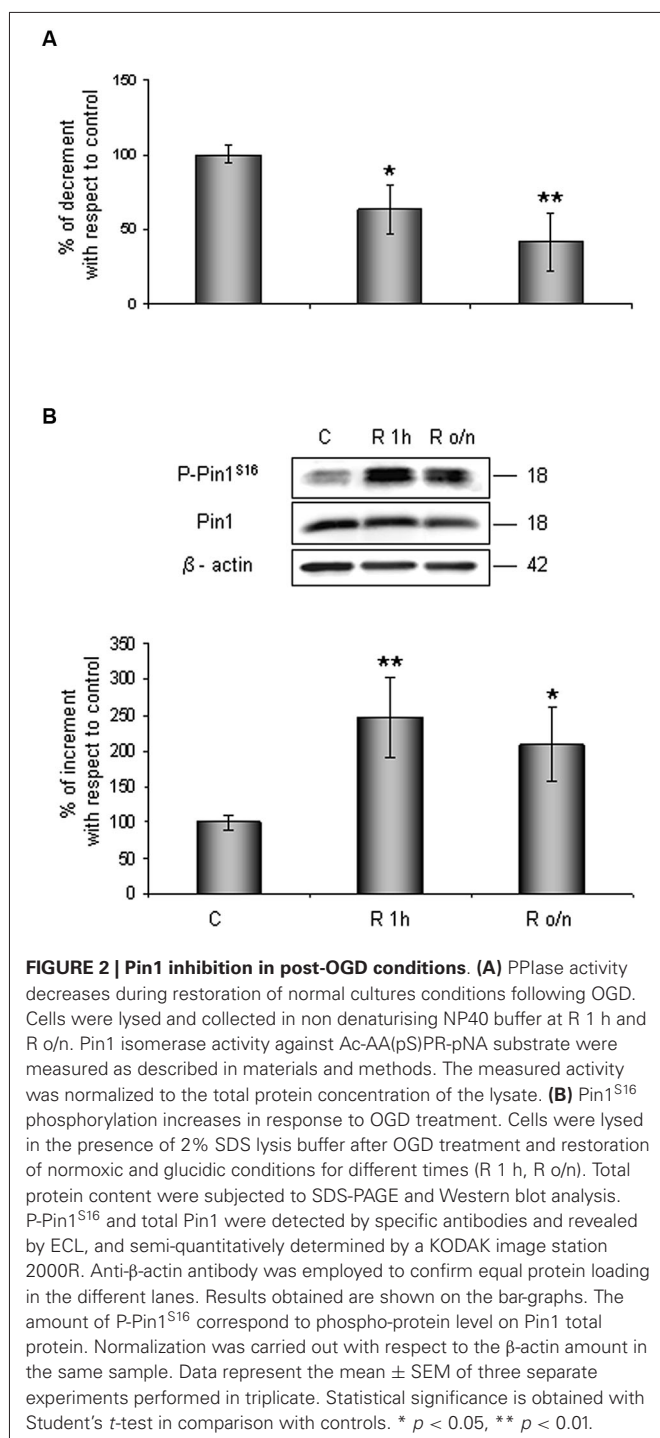 A
150
100
50
0
% of decrement
with respect to control
*
**
B
C R 1h R o/n
P-Pin1^S16 — 18
Pin1 — 18
β - actin — 42
350
300
250
200
150
100
50
0
% of increment
with respect to control
**
*
C R 1h R o/n
FIGURE 2 | Pin1 inhibition in post-OGD conditions. (A) PPIase activity
decreases during restoration of normal cultures conditions following OGD.
Cells were lysed and collected in non denaturising NP40 buffer at R 1 h and
R o/n. Pin1 isomerase activity against Ac-AA(pS)PR-pNA substrate were
measured as described in materials and methods. The measured activity
was normalized to the total protein concentration of the lysate. (B) Pin1^S16
phosphorylation increases in response to OGD treatment. Cells were lysed
in the presence of 2% SDS lysis buffer after OGD treatment and restoration
of normoxic and glucidic conditions for different times (R 1 h, R o/n). Total
protein content were subjected to SDS-PAGE and Western blot analysis.
P-Pin1^S16 and total Pin1 were detected by specific antibodies and revealed
by ECL, and semi-quantitatively determined by a KODAK image station
2000R. Anti-β-actin antibody was employed to confirm equal protein loading
in the different lanes. Results obtained are shown on the bar-graphs. The
amount of P-Pin1^S16 correspond to phospho-protein level on Pin1 total
protein. Normalization was carried out with respect to the β-actin amount in
the same sample. Data represent the mean ± SEM of three separate
experiments performed in triplicate. Statistical significance is obtained with
Student's t-test in comparison with controls. * p < 0.05, ** p < 0.01.